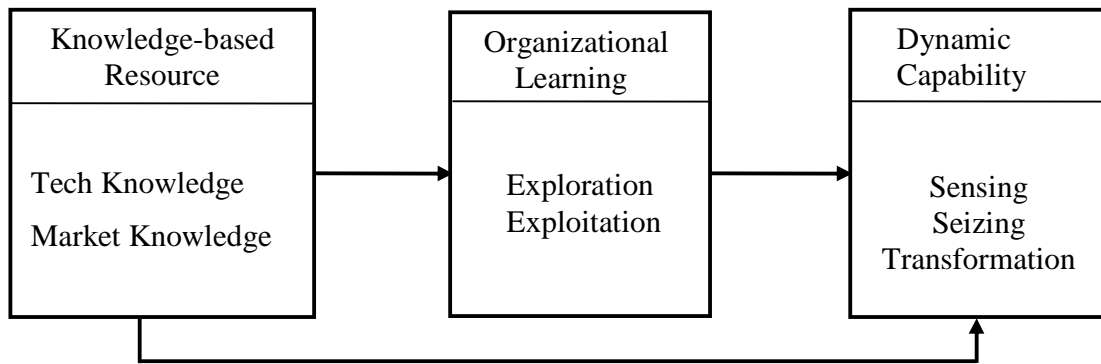 Knowledge-based
Resource
Tech Knowledge
Market Knowledge
Organizational
Learning
Exploration
Exploitation
Dynamic
Capability
Sensing
Seizing
Transformation